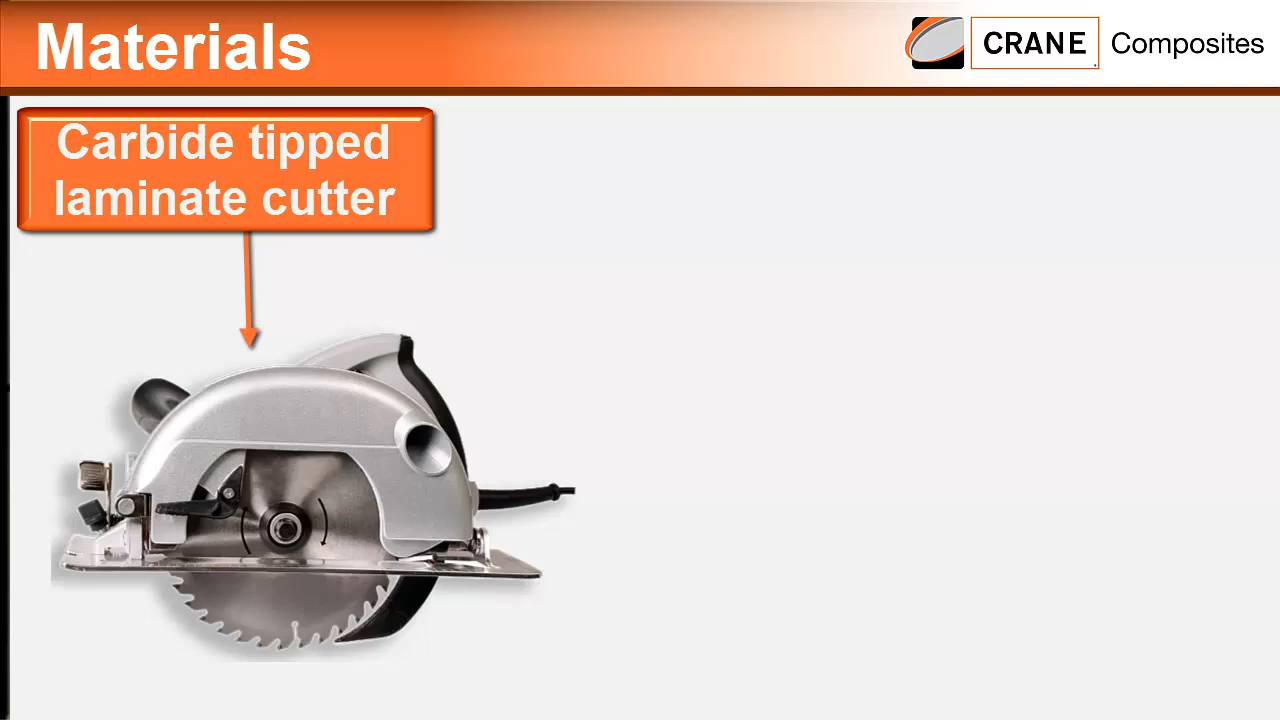 Materials
CRANE Composites
Carbide tipped
laminate cutter